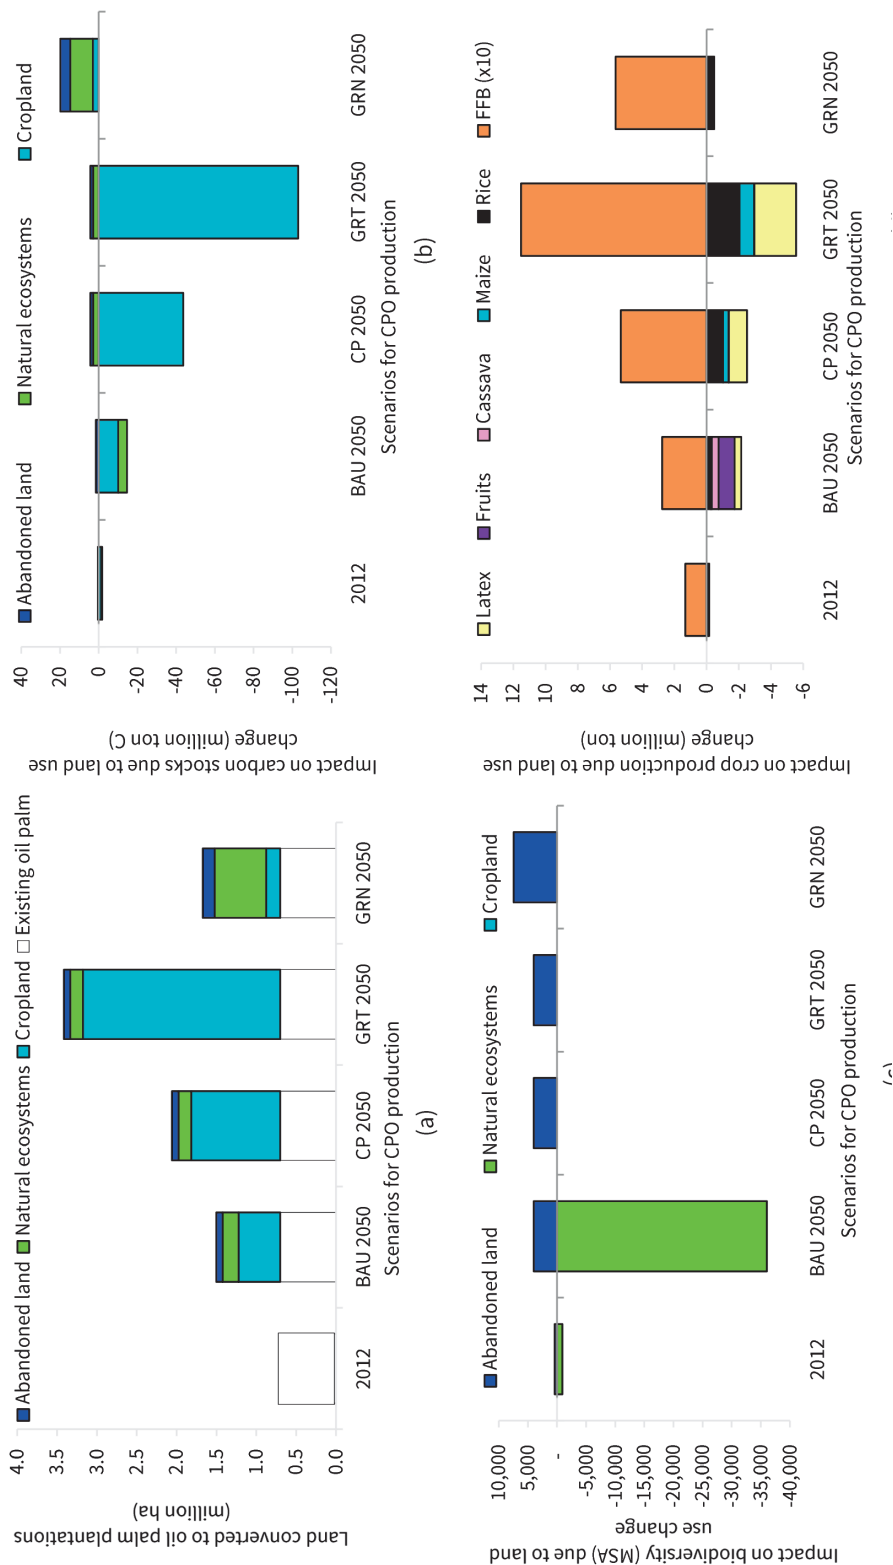 Abandoned land Natural ecosystems Cropland Existing oil palm
Land converted to oil palm plantations
(million ha)
4.0
3.5
3.0
2.5
2.0
1.5
1.0
0.5
0.0
2012 BAU 2050 CP 2050 GRT 2050 GRN 2050
Scenarios for CPO production
(a)
Abandoned land Natural ecosystems Cropland
Impact on carbon stocks due to land use
change (million ton C)
40
20
0
-20
-40
-60
-80
-100
-120
2012 BAU 2050 CP 2050 GRT 2050 GRN 2050
Scenarios for CPO production
(b)
Abandoned land Natural ecosystems Cropland
Impact on biodiversity (MSA) due to land
use change
10,000
5,000
-
-5,000
-10,000
-15,000
-20,000
-25,000
-30,000
-35,000
-40,000
2012 BAU 2050 CP 2050 GRT 2050 GRN 2050
Scenarios for CPO production
(c)
Latex Fruits Cassava Maize Rice FFB (x10)
Impact on crop production due to land use
change (million ton)
14
12
10
8
6
4
2
0
-2
-4
-6
2012 BAU 2050 CP 2050 GRT 2050 GRN 2050
Scenarios for CPO production